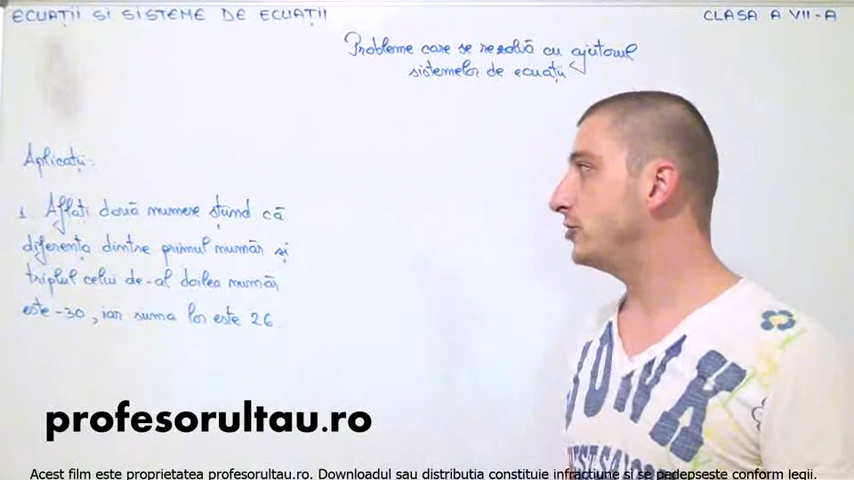 ECUAȚII SI SISTEME DE ECUAȚII
CLASA A VII-A
Probleme care se rezolvă cu ajutorul
sistemelor de ecuații
Aplicații:
1. Aflați două numere știind că
diferența dintre primul număr și
triplul celui de-al doilea număr
este -30, iar suma lor este 26.
JUNK
profesorultau.ro
Acest film este proprietatea profesorultau.ro. Downloadul sau distributia constituie infractiune si se pedepseste conform legii.